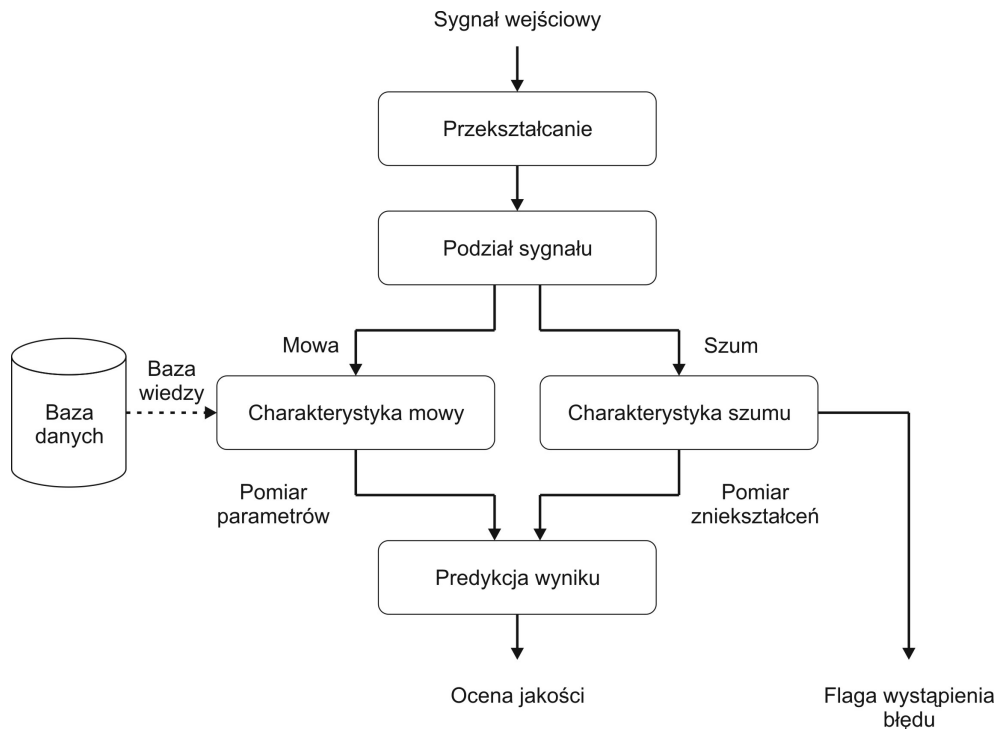 Sygnał wejściowy
Przekształcanie
Podział sygnału
Mowa
Szum
Baza
wiedzy
Baza
danych
Charakterystyka mowy
Charakterystyka szumu
Pomiar
parametrów
Pomiar
zniekształceń
Predykcja wyniku
Ocena jakości
Flaga wystąpienia
błędu